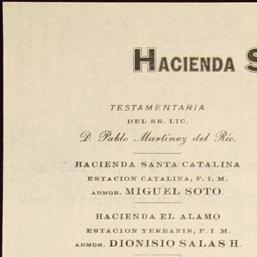 HACIENDA S
TESTAMENTARIA
DEL SR. LIC.
D. Pablo Martínez del Río.
HACIENDA SANTA CATALINA
ESTACION CATALINA, F. I. M.
ADMOR. MIGUEL SOTO.
HACIENDA EL ALAMO
ESTACION YERBANIS, F. I. M.
ADMOR. DIONISIO SALAS H.